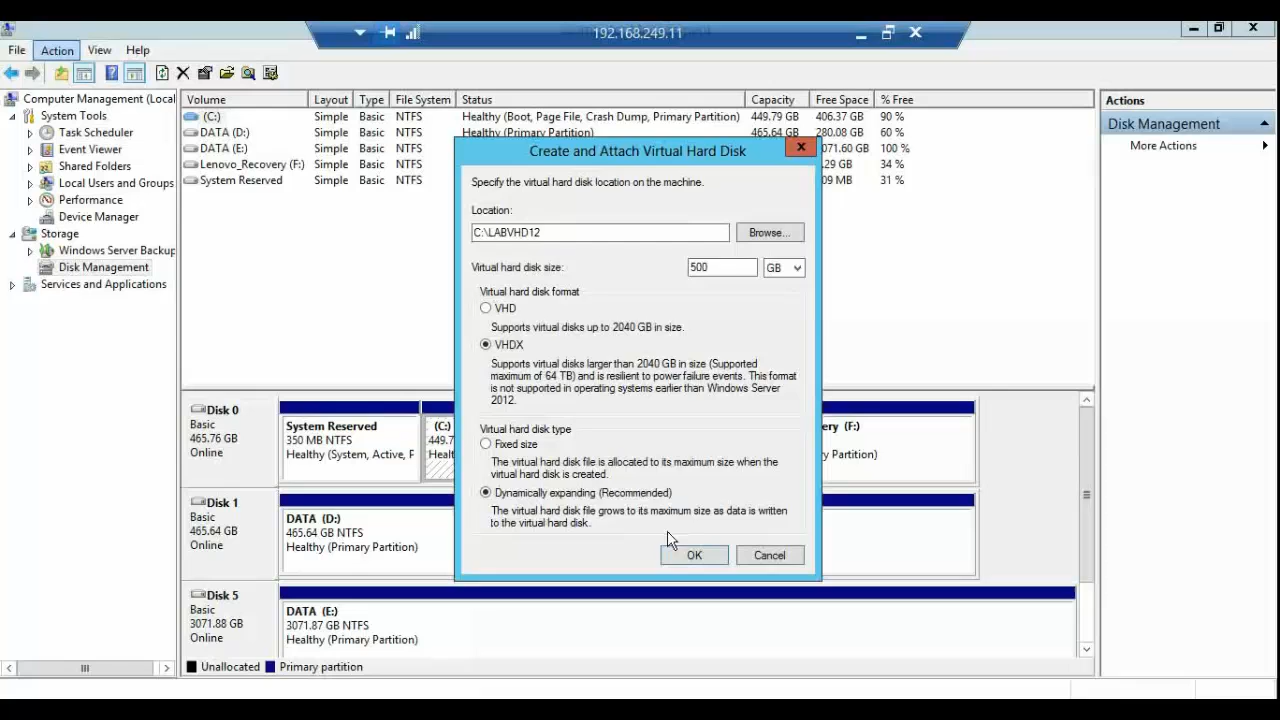 192.168.249.11
File Action View Help
Computer Management (Local
System Tools
Task Scheduler
Event Viewer
Shared Folders
Local Users and Groups
Performance
Device Manager
Storage
Windows Server Backup
Disk Management
Services and Applications
Volume Layout Type File System Status Capacity Free Space % Free
(C:) Simple Basic NTFS Healthy (Boot, Page File, Crash Dump, Primary Partition) 449.79 GB 406.37 GB 90 %
DATA (D:) Simple Basic NTFS Healthy (Primary Partition) 465.64 GB 280.08 GB 60 %
DATA (E:) Simple Basic NTFS 071.60 GB 100 %
Lenovo_Recovery (F:) Simple Basic NTFS .29 GB 34 %
System Reserved Simple Basic NTFS 09 MB 31 %
Actions
Disk Management
More Actions
Create and Attach Virtual Hard Disk
Specify the virtual hard disk location on the machine.
Location:
C:\LABVHD12 Browse...
Virtual hard disk size: 500 GB
Virtual hard disk format
VHD
Supports virtual disks up to 2040 GB in size.
VHDX
Supports virtual disks larger than 2040 GB in size (Supported
maximum of 64 TB) and is resilient to power failure events. This format
is not supported in operating systems earlier than Windows Server
2012.
Virtual hard disk type
Fixed size
The virtual hard disk file is allocated to its maximum size when the
virtual hard disk is created.
Dynamically expanding (Recommended)
The virtual hard disk file grows to its maximum size as data is written
to the virtual hard disk.
OK Cancel
Disk 0
Basic
465.76 GB
Online
System Reserved
350 MB NTFS
Healthy (System, Active, F
(C:)
449.7
Healt
ery (F:)
Partition)
Disk 1
Basic
465.64 GB
Online
DATA (D:)
465.64 GB NTFS
Healthy (Primary Partition)
Disk 5
Basic
3071.88 GB
Online
DATA (E:)
3071.87 GB NTFS
Healthy (Primary Partition)
Unallocated Primary partition